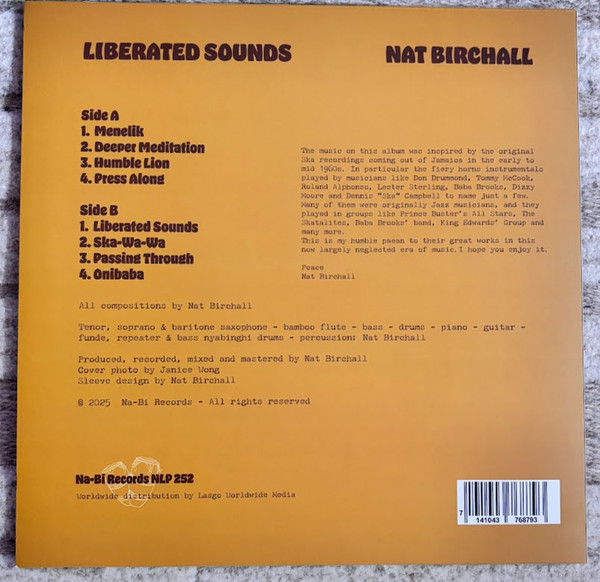 LIBERATED SOUNDS
NAT BIRCHALL
Side A
1. Menelik
2. Deeper Meditation
3. Humble Lion
4. Press Along
Side B
1. Liberated Sounds
2. Ska-Wa-Wa
3. Passing Through
4. Onibaba
The music on this album was inspired by the original
Ska recordings coming out of Jamaica in the early to
mid 1960s. In particular the fiery horns instrumentals
played by musicians like Don Drummond, Tommy McCook,
Roland Alphonso, Lester Sterling, Baba Brooks, Dizzy
Moore and Dennis "Ska" Campbell to name just a few.
Many of them were originally Jazz musicians, and they
played in groups like Prince Buster's All Stars, The
Skatalites, Baba Brooks' band, King Edwards' Group and
many more.
This is my humble paean to their great works in this
now largely neglected era of music.I hope you enjoy it.
Peace
Nat Birchall
All compositions by Nat Birchall
Tenor, soprano & baritone saxophone - bamboo flute - bass - drums - piano - guitar -
funde, repeater & bass nyabinghi drums - percussion: Nat Birchall
Produced, recorded, mixed and mastered by Nat Birchall
Cover photo by Janice Wong
Sleeve design by Nat Birchall
© 2025 Na-Bi Records - All rights reserved
Na-Bi Records NLP 252
Worldwide distribution by Lasgo Worldwide Media
7 141043 768793